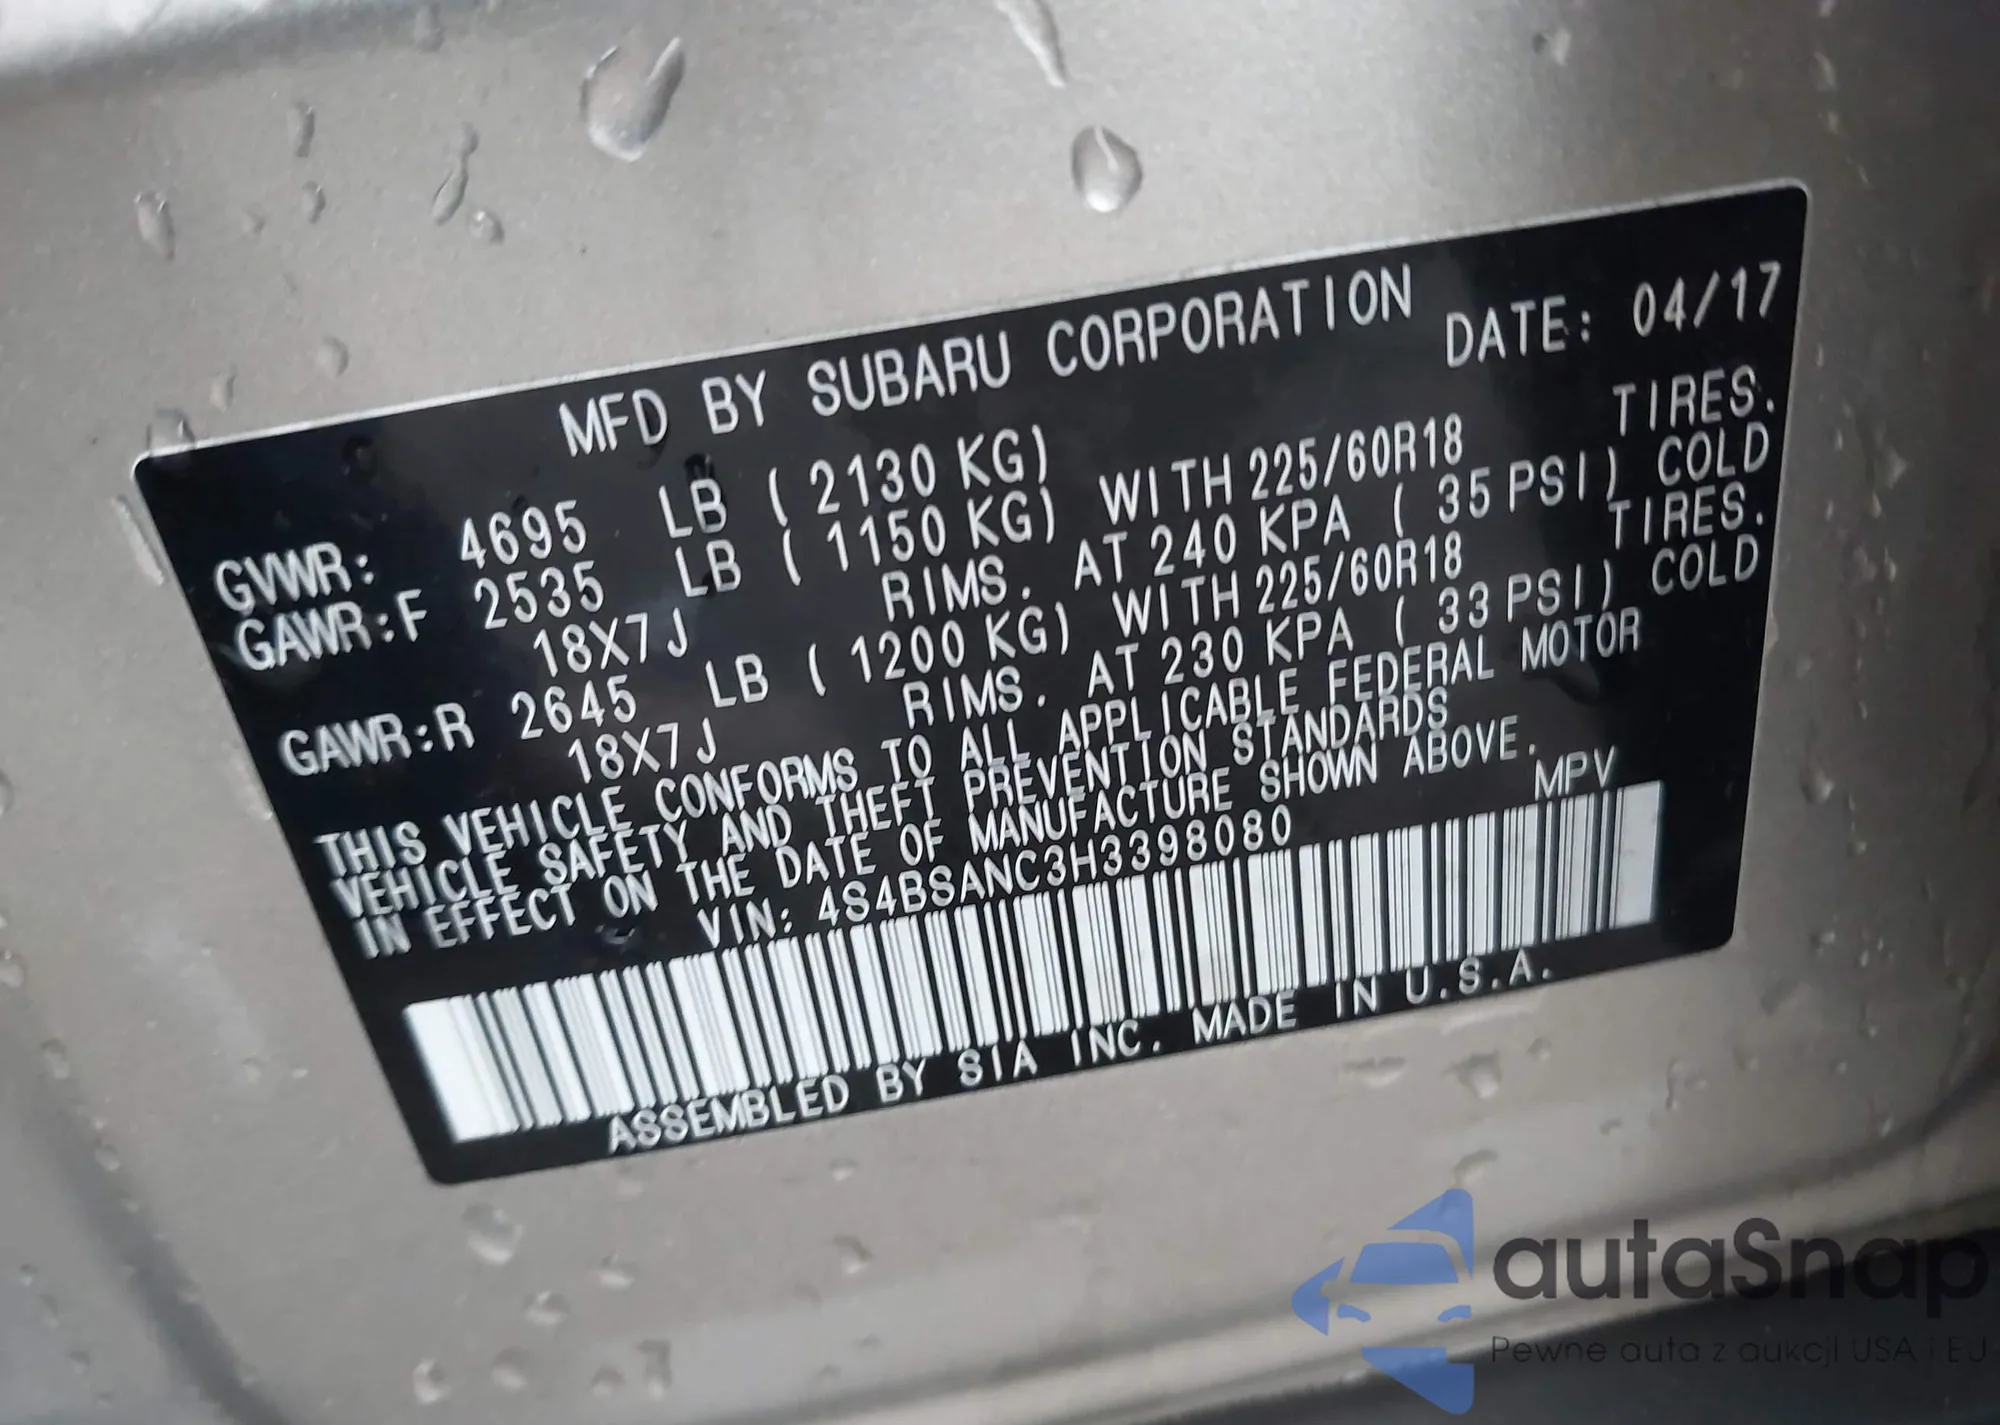 MFD BY SUBARU CORPORATION DATE: 04/17
GVWR: 4695 LB (2130 KG)
GAWR:F 2535 LB (1150 KG) WITH 225/60R18 TIRES.
18X7J RIMS. AT 240 KPA (35 PSI) COLD
GAWR:R 2645 LB (1200 KG) WITH 225/60R18 TIRES.
18X7J RIMS. AT 230 KPA (33 PSI) COLD
THIS VEHICLE CONFORMS TO ALL APPLICABLE FEDERAL MOTOR
VEHICLE SAFETY AND THEFT PREVENTION STANDARDS
IN EFFECT ON THE DATE OF MANUFACTURE SHOWN ABOVE.
VIN: 4S4BSANC3H3398080 MPV
ASSEMBLED BY SIA INC. MADE IN U.S.A.
autaSnap
Pewne auta z aukcji USA i EU